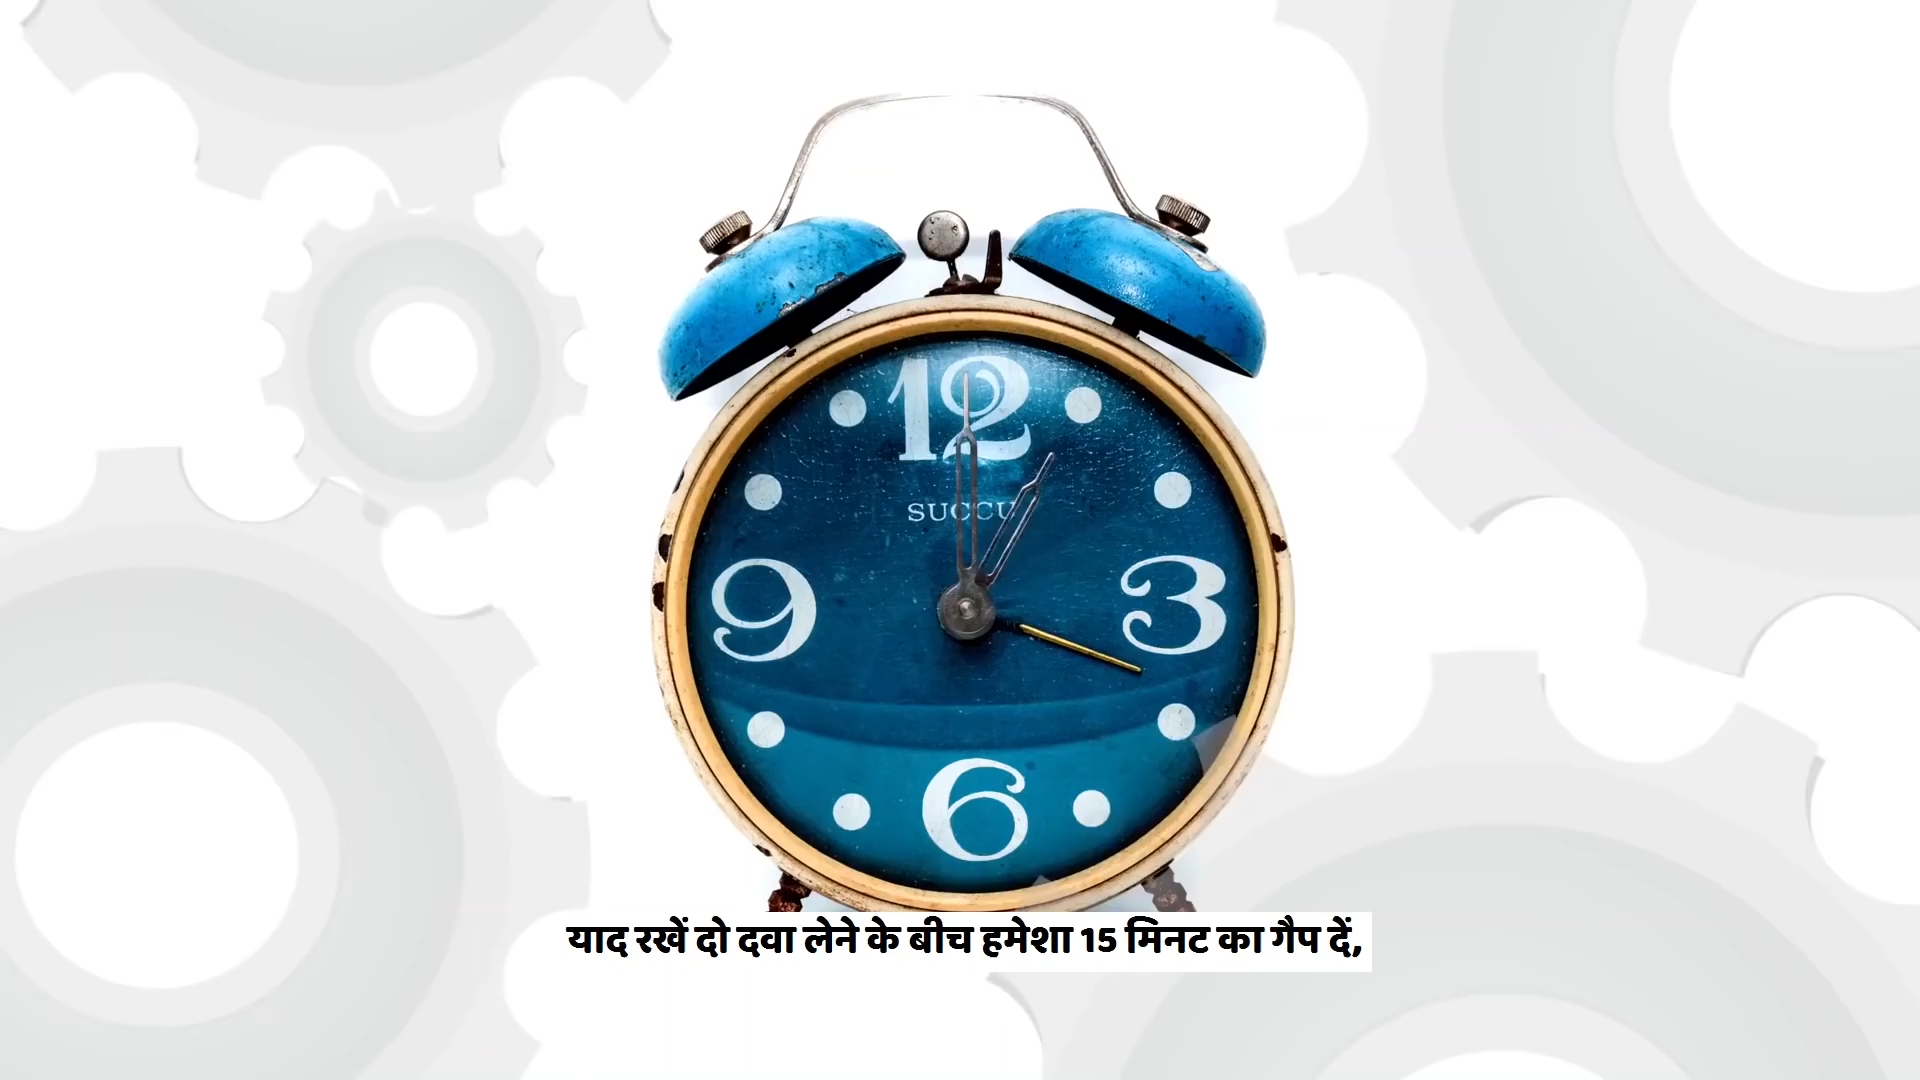 12
SUCCU
9
3
6
याद रखें दो दवा लेने के बीच हमेशा 15 मिनट का गैप दें,